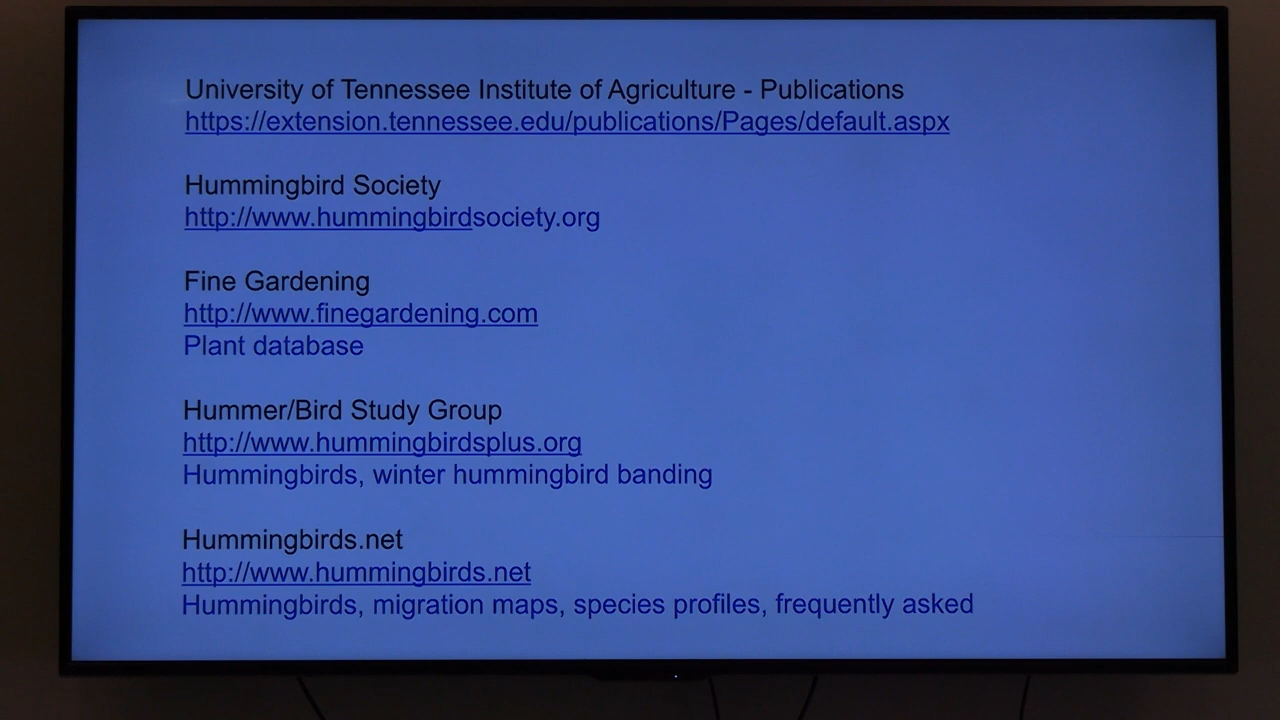 University of Tennessee Institute of Agriculture - Publications
https://extension.tennessee.edu/publications/Pages/default.aspx
Hummingbird Society
http://www.hummingbirdsociety.org
Fine Gardening
http://www.finegardening.com
Plant database
Hummer/Bird Study Group
http://www.hummingbirdsplus.org
Hummingbirds, winter hummingbird banding
Hummingbirds.net
http://www.hummingbirds.net
Hummingbirds, migration maps, species profiles, frequently asked